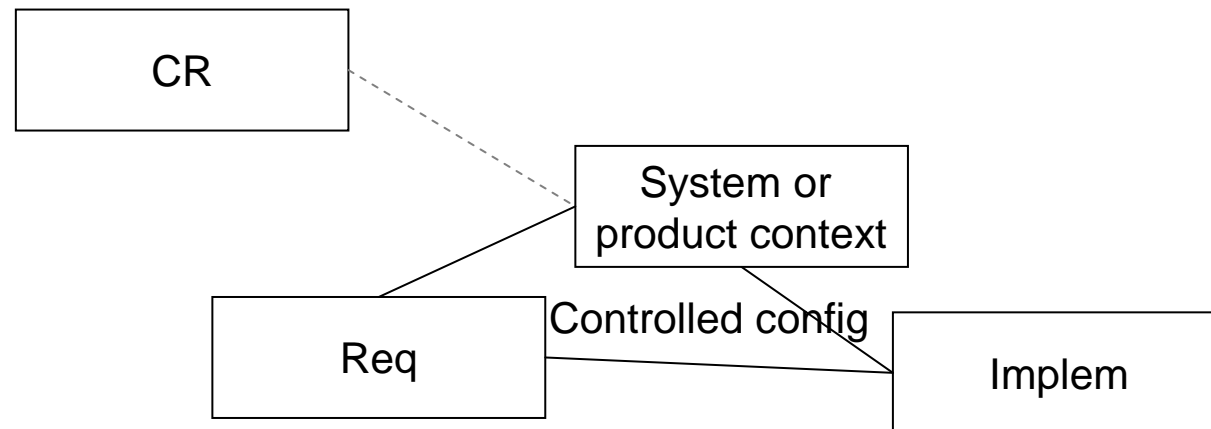 CR
System or
product context
Controlled config
Req
Implem